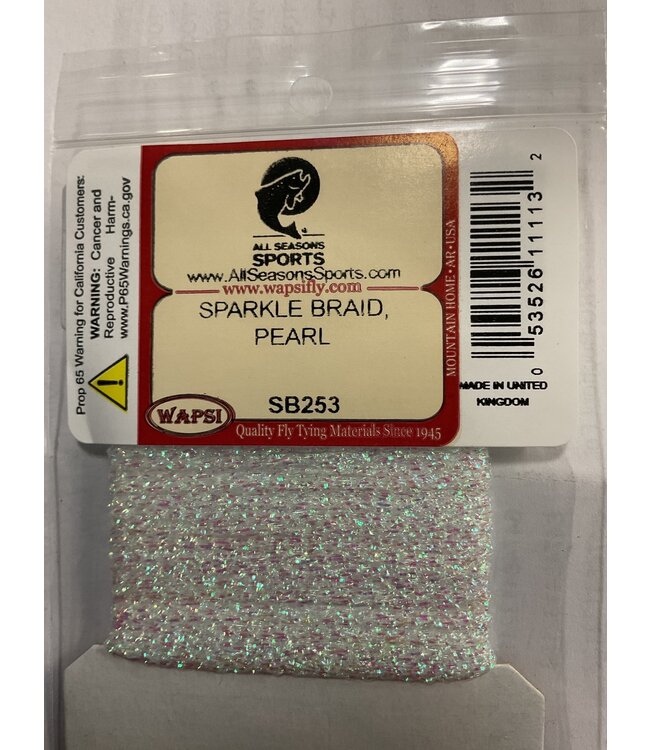 Prop 65 Warning for California Customers:
WARNING: Cancer and
Reproductive Harm-
www.P65Warnings.ca.gov
ALL SEASONS
SPORTS
www.AllSeasonsSports.com
www.wapsifly.com
SPARKLE BRAID,
PEARL
SB253
WAPSI
Quality Fly Tying Materials Since 1945
MOUNTAIN HOME • AR • USA
0 53526 11113 2
MADE IN UNITED
KINGDOM